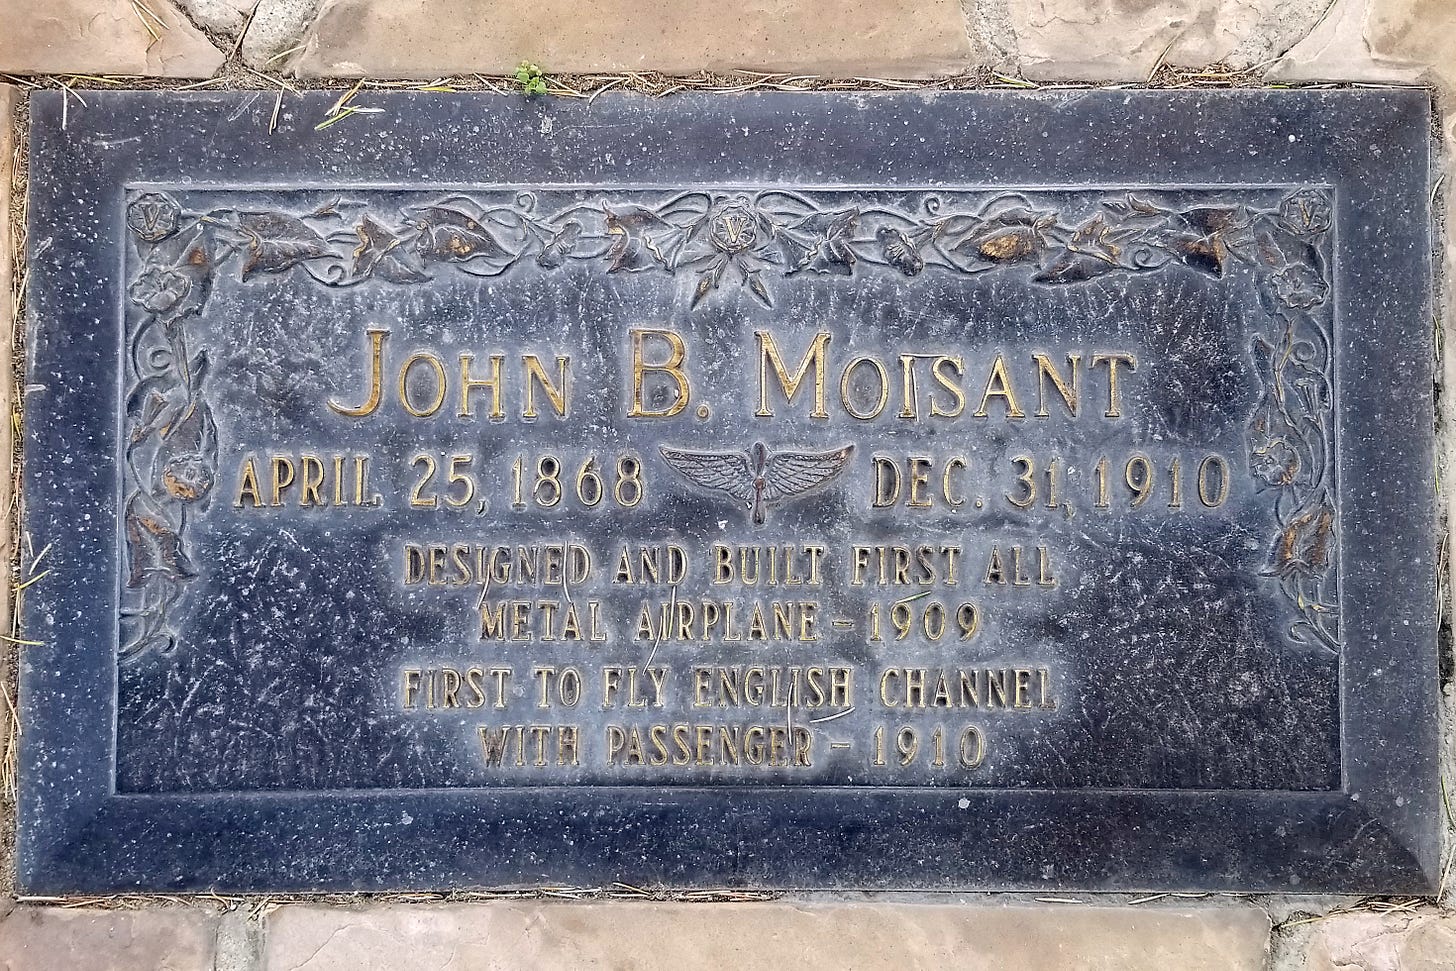 V V V
JOHN B. MOISANT
APRIL 25, 1868 DEC. 31, 1910
DESIGNED AND BUILT FIRST ALL
METAL AIRPLANE - 1909
FIRST TO FLY ENGLISH CHANNEL
WITH PASSENGER - 1910